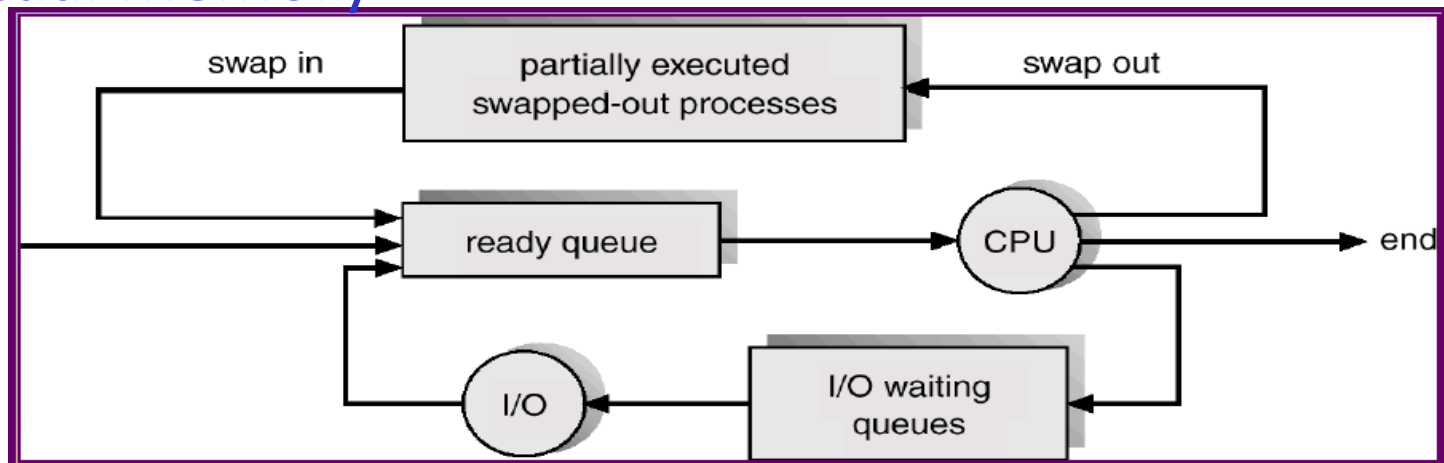 swap in
partially executed
swapped-out processes
swap out
ready queue
CPU
end
I/O
I/O waiting
queues